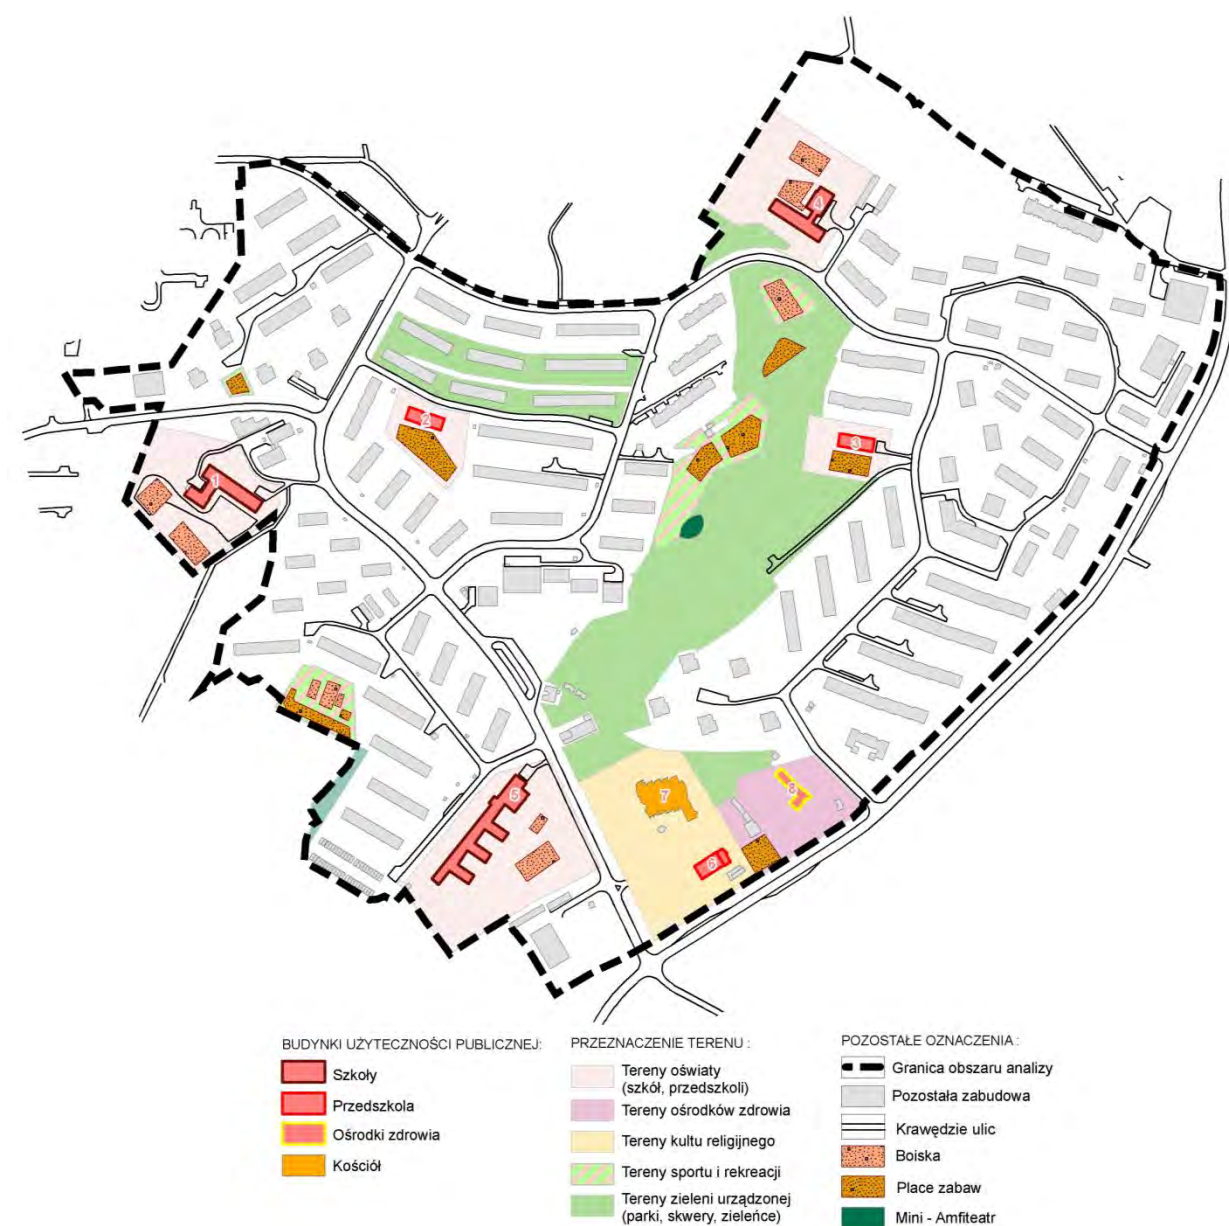 4
2
3
1
5
7
8
6
BUDYNKI UŻYTECZNOŚCI PUBLICZNEJ:
Szkoły
Przedszkola
Ośrodki zdrowia
Kościół
PRZEZNACZENIE TERENU :
Tereny oświaty
(szkół, przedszkoli)
Tereny ośrodków zdrowia
Tereny kultu religijnego
Tereny sportu i rekreacji
Tereny zieleni urządzonej
(parki, skwery, zieleńce)
POZOSTAŁE OZNACZENIA :
Granica obszaru analizy
Pozostała zabudowa
Krawędzie ulic
Boiska
Place zabaw
Mini - Amfiteatr